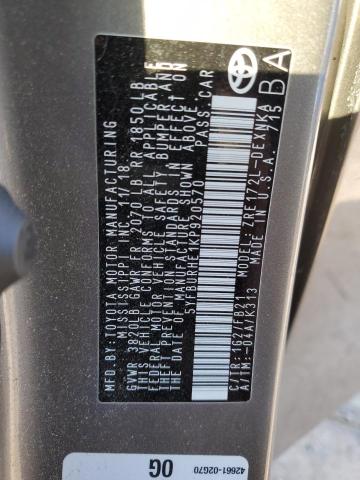 MFD.BY:TOYOTA MOTOR MANUFACTURING
MISSISSIPPI INC. 11/18
GVWR 3820LB GAWR FR 2070 LB RR 1850LB
THIS VEHICLE CONFORMS TO ALL APPLICABLE
FEDERAL MOTOR VEHICLE SAFETY BUMPER AND
THEFT PREVENTION STANDARDS IN EFFECT ON
THE DATE OF MANUFACTURE SHOWN ABOVE.
5YFBURHE1KP920570 PASS.CAR
C/TR:1G2/FB21 ZRE172L-DEXNKA
A/TM:-04A/K313 MADE IN U.S.A. 715
BA
TOYOTA
42661-02G70
0G